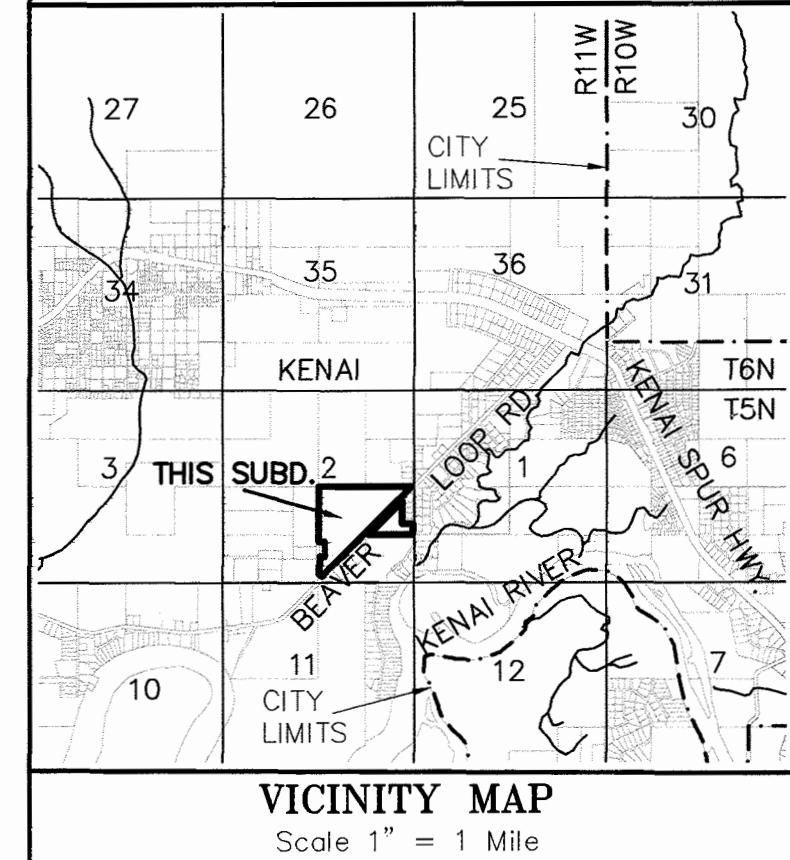 R11W
R10W
27
26
25
30
CITY
LIMITS
34
35
36
31
KENAI
T6N
T5N
LOOP RD
KENAI SPUR HWY.
3
THIS SUBD.
2
1
6
BEAVER
KENAI RIVER
10
11
12
7
CITY
LIMITS
VICINITY MAP
Scale 1" = 1 Mile